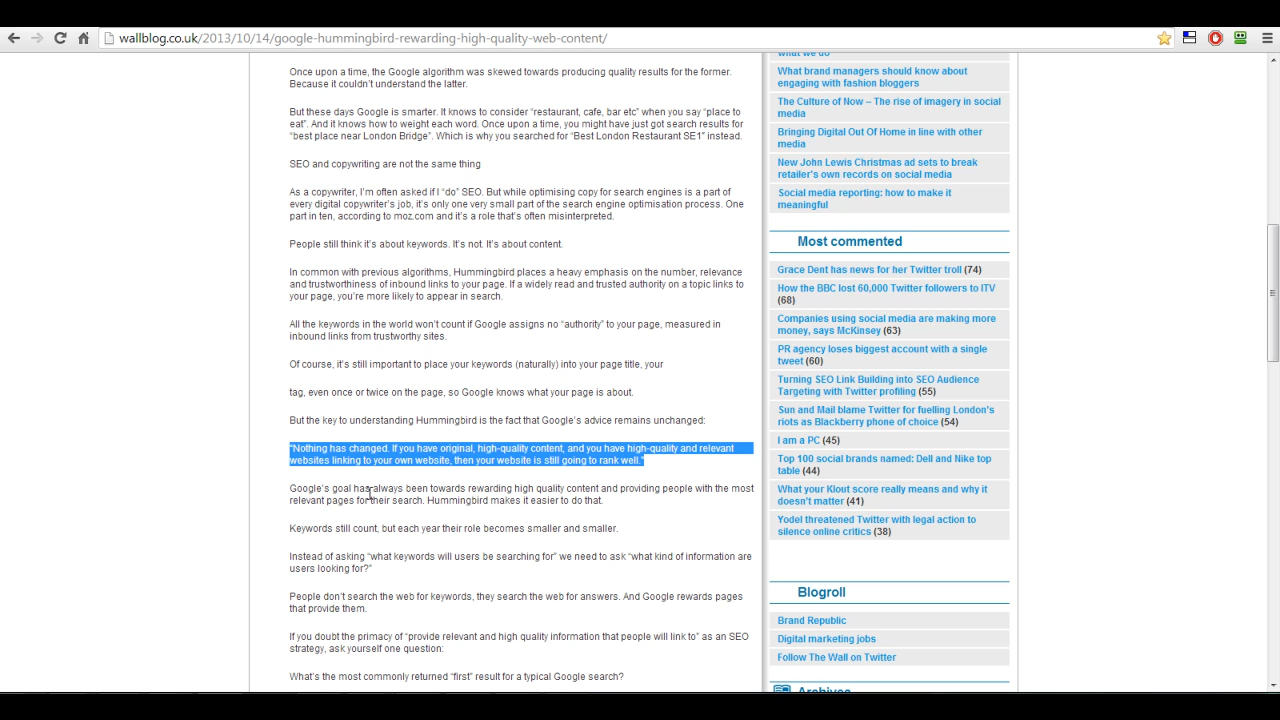 wallblog.co.uk/2013/10/14/google-hummingbird-rewarding-high-quality-web-content/
Once upon a time, the Google algorithm was skewed towards producing quality results for the former.
Because it couldn't understand the latter.
But these days Google is smarter. It knows to consider “restaurant, cafe, bar etc” when you say “place to
eat”. And it knows how to weight each word. Once upon a time, you might have just got search results for
“best place near London Bridge”. Which is why you searched for “Best London Restaurant SE1” instead.
SEO and copywriting are not the same thing
As a copywriter, I'm often asked if I “do” SEO. But while optimising copy for search engines is a part of
every digital copywriter's job, it's only one very small part of the search engine optimisation process. One
part in ten, according to moz.com and it's a role that's often misinterpreted.
People still think it's about keywords. It's not. It's about content.
In common with previous algorithms, Hummingbird places a heavy emphasis on the number, relevance
and trustworthiness of inbound links to your page. If a widely read and trusted authority on a topic links to
your page, you're more likely to appear in search.
All the keywords in the world won't count if Google assigns no “authority” to your page, measured in
inbound links from trustworthy sites.
Of course, it's still important to place your keywords (naturally) into your page title, your
tag, even once or twice on the page, so Google knows what your page is about.
But the key to understanding Hummingbird is the fact that Google's advice remains unchanged:
“Nothing has changed. If you have original, high-quality content, and you have high-quality and relevant
websites linking to your own website, then your website is still going to rank well.”
Google's goal has always been towards rewarding high quality content and providing people with the most
relevant pages for their search. Hummingbird makes it easier to do that.
Keywords still count, but each year their role becomes smaller and smaller.
Instead of asking “what keywords will users be searching for” we need to ask “what kind of information are
users looking for?”
People don't search the web for keywords, they search the web for answers. And Google rewards pages
that provide them.
If you doubt the primacy of “provide relevant and high quality information that people will link to” as an SEO
strategy, ask yourself one question:
What's the most commonly returned “first” result for a typical Google search?
what we do
What brand managers should know about
engaging with fashion bloggers
The Culture of Now – The rise of imagery in social
media
Bringing Digital Out Of Home in line with other
media
New John Lewis Christmas ad sets to break
retailer's own records on social media
Social media reporting: how to make it
meaningful
Most commented
Grace Dent has news for her Twitter troll (74)
How the BBC lost 60,000 Twitter followers to ITV
(68)
Companies using social media are making more
money, says McKinsey (63)
PR agency loses biggest account with a single
tweet (60)
Turning SEO Link Building into SEO Audience
Targeting with Twitter profiling (55)
Sun and Mail blame Twitter for fuelling London's
riots as Blackberry phone of choice (54)
I am a PC (45)
Top 100 social brands named: Dell and Nike top
table (44)
What your Klout score really means and why it
doesn't matter (41)
Yodel threatened Twitter with legal action to
silence online critics (38)
Blogroll
Brand Republic
Digital marketing jobs
Follow The Wall on Twitter
Archives